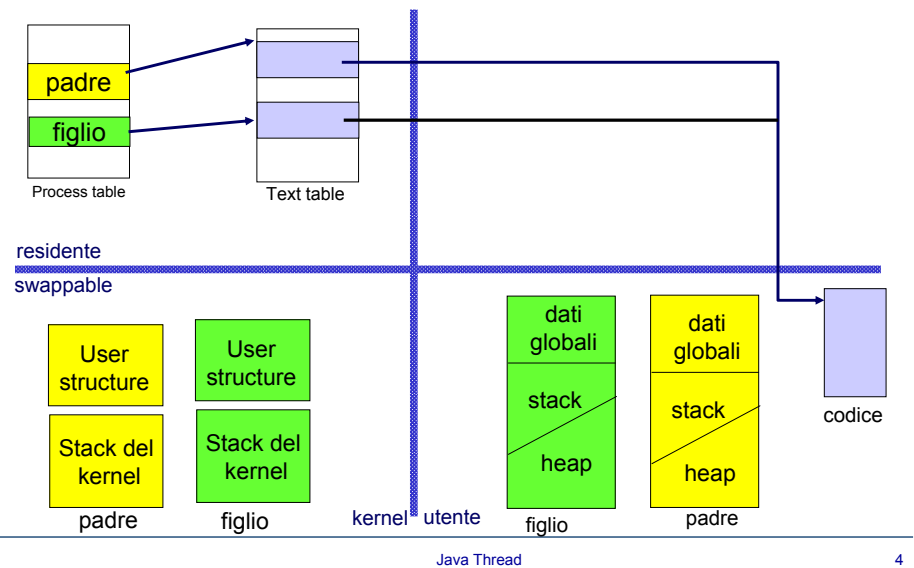 padre
figlio
Process table
Text table
residente
swappable
User
structure
Stack del
kernel
padre
User
structure
Stack del
kernel
figlio
kernel
utente
dati
globali
stack
heap
figlio
dati
globali
stack
heap
padre
codice
Java Thread
4